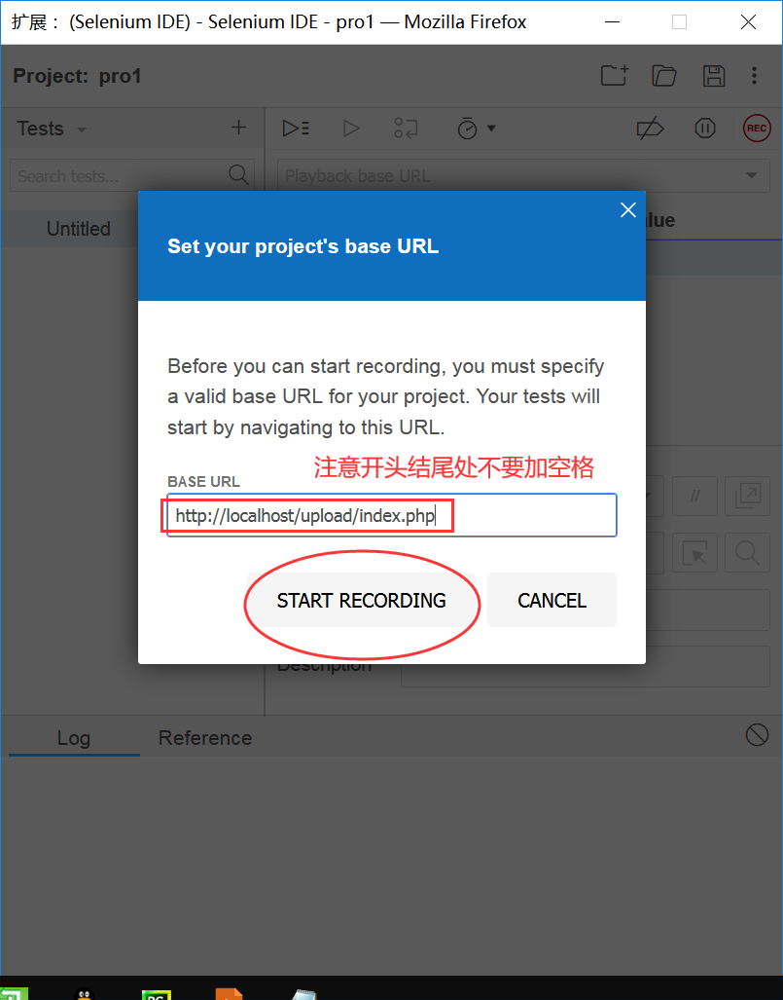 扩展： (Selenium IDE) - Selenium IDE - pro1 — Mozilla Firefox
Project: pro1
Tests
REC
Search tests...
Playback base URL
Untitled
lue
Set your project's base URL
Before you can start recording, you must specify
a valid base URL for your project. Your tests will
start by navigating to this URL.
注意开头结尾处不要加空格
BASE URL
http://localhost/upload/index.php
//
START RECORDING
CANCEL
Description
Log
Reference